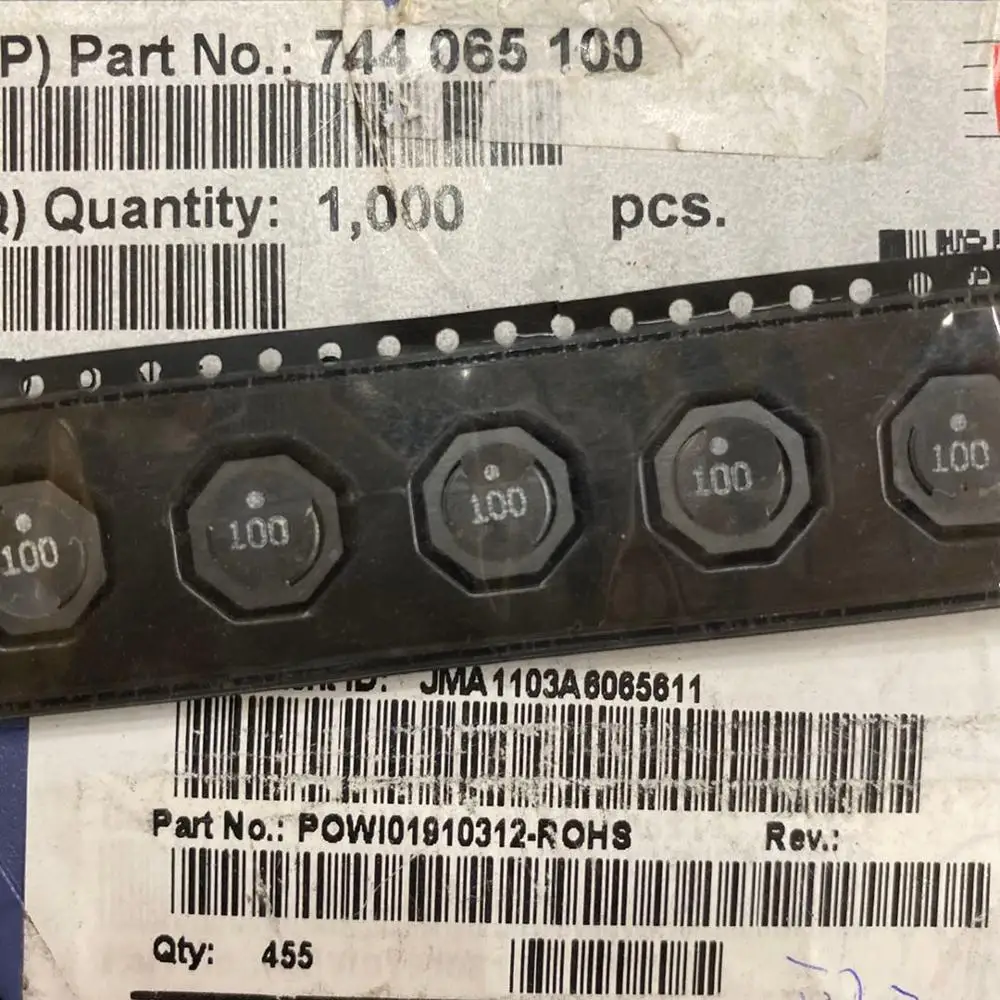 P) Part No.: 744 065 100
) Quantity: 1,000 pcs.
100 100 100 100 100
ID: JMA1103A6065611
Part No.: POWI01910312-ROHS Rev.:
Qty: 455